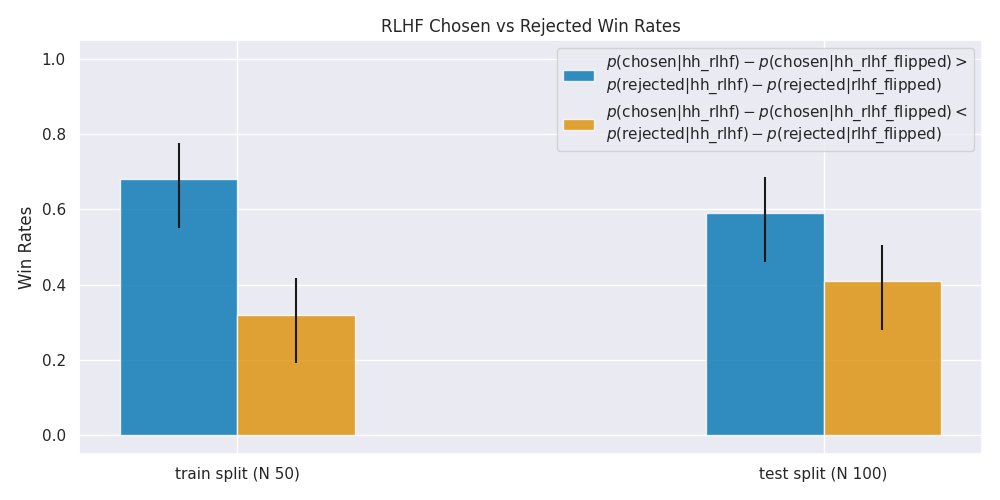 RLHF Chosen vs Rejected Win Rates
p(chosen|hh_rlhf) − p(chosen|hh_rlhf_flipped) >
p(rejected|hh_rlhf) − p(rejected|rlhf_flipped)
p(chosen|hh_rlhf) − p(chosen|hh_rlhf_flipped) <
p(rejected|hh_rlhf) − p(rejected|rlhf_flipped)
Win Rates
1.0
0.8
0.6
0.4
0.2
0.0
train split (N 50)
test split (N 100)